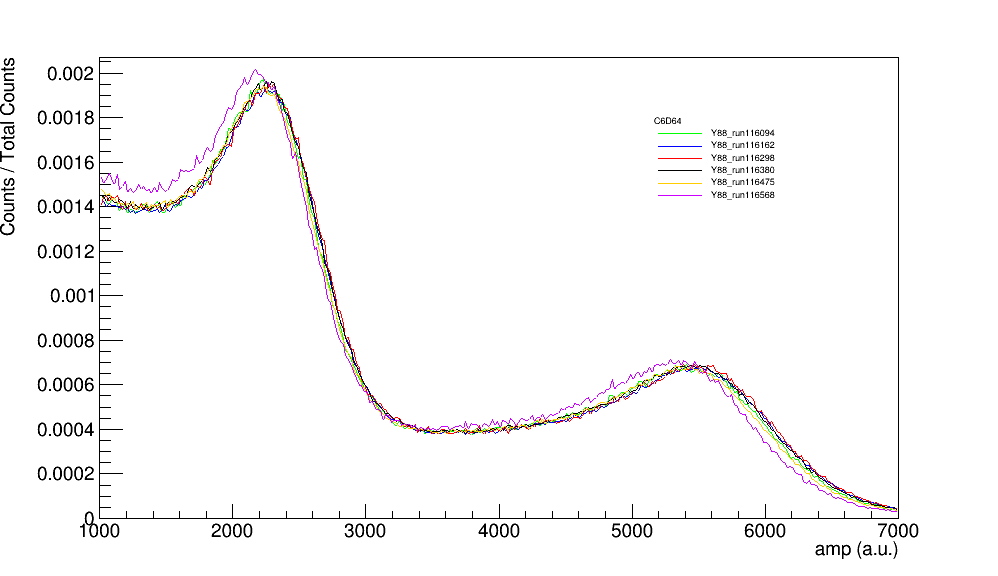 Counts / Total Counts
0.002
0.0018
0.0016
0.0014
0.0012
0.001
0.0008
0.0006
0.0004
0.0002
0
C6D64
Y88_run116094
Y88_run116162
Y88_run116298
Y88_run116380
Y88_run116475
Y88_run116568
1000 2000 3000 4000 5000 6000 7000
amp (a.u.)